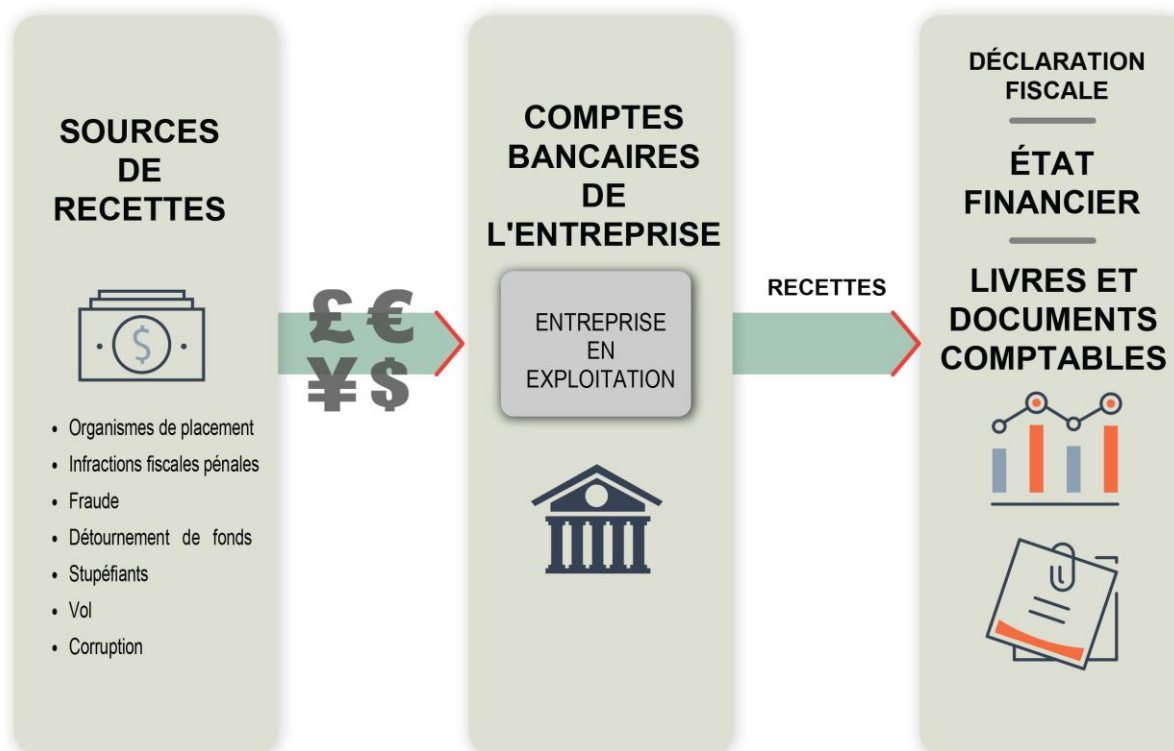 SOURCES
DE
RECETTES
$
• Organismes de placement
• Infractions fiscales pénales
• Fraude
• Détournement de fonds
• Stupéfiants
• Vol
• Corruption
£ €
¥ $
COMPTES
BANCAIRES
DE
L'ENTREPRISE
ENTREPRISE
EN
EXPLOITATION
RECETTES
DÉCLARATION
FISCALE
ÉTAT
FINANCIER
LIVRES ET
DOCUMENTS
COMPTABLES